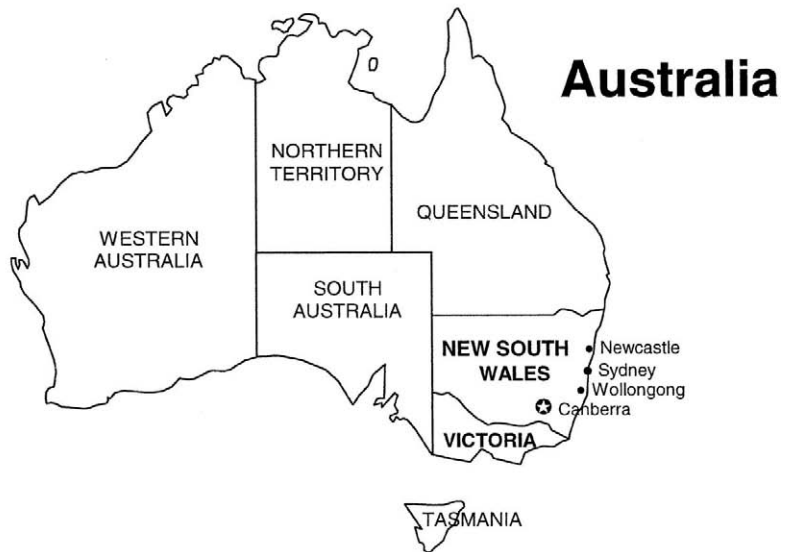 Australia
NORTHERN
TERRITORY
QUEENSLAND
WESTERN
AUSTRALIA
SOUTH
AUSTRALIA
NEW SOUTH
WALES
Newcastle
Sydney
Wollongong
Canberra
VICTORIA
TASMANIA